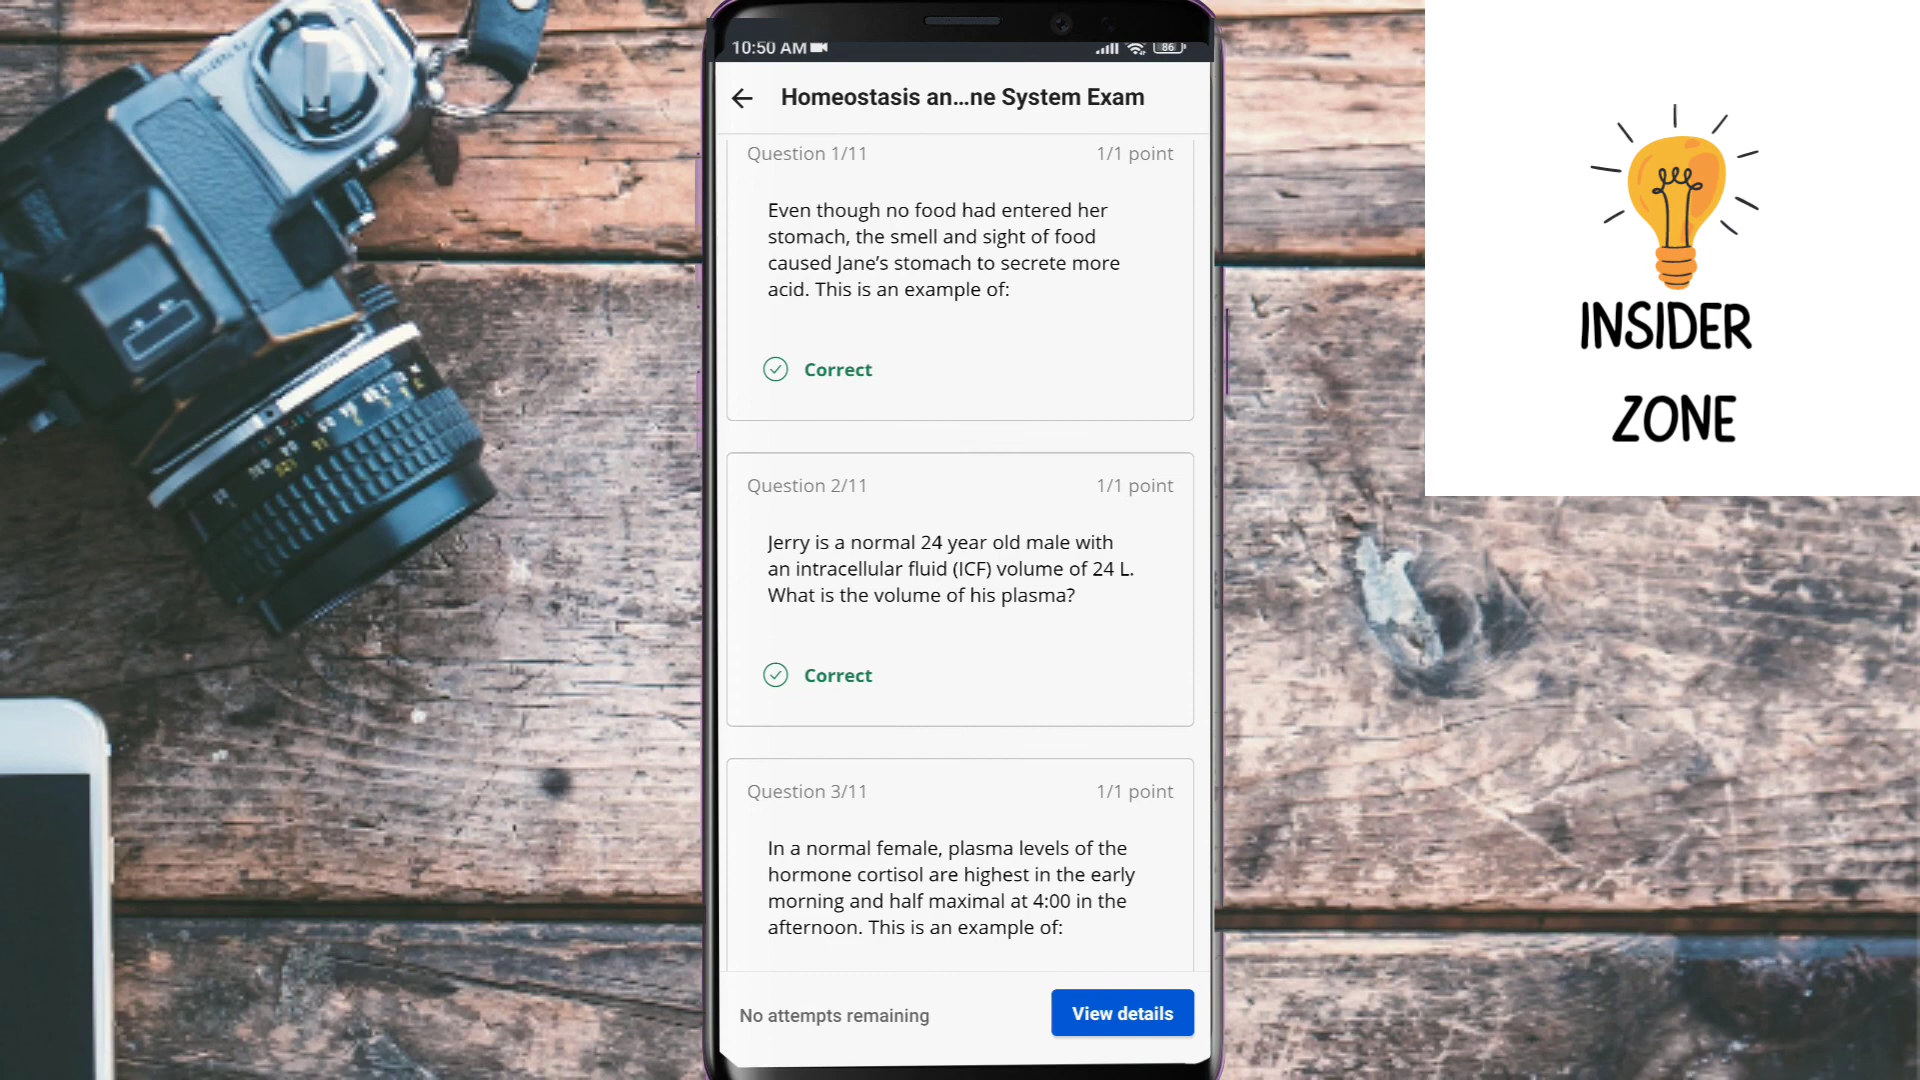 10:50 AM
86
Homeostasis an...ne System Exam
Question 1/11
1/1 point
Even though no food had entered her
stomach, the smell and sight of food
caused Jane's stomach to secrete more
acid. This is an example of:
Correct
Question 2/11
1/1 point
Jerry is a normal 24 year old male with
an intracellular fluid (ICF) volume of 24 L.
What is the volume of his plasma?
Correct
Question 3/11
1/1 point
In a normal female, plasma levels of the
hormone cortisol are highest in the early
morning and half maximal at 4:00 in the
afternoon. This is an example of:
No attempts remaining
View details
INSIDER
ZONE